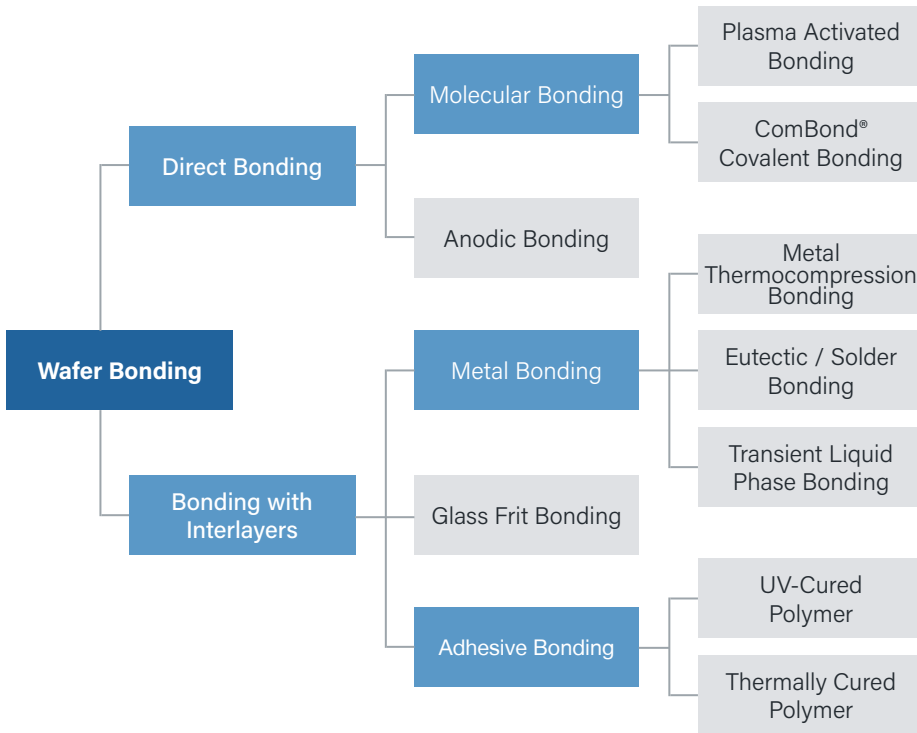 Plasma Activated
Bonding
Molecular Bonding
ComBond®
Covalent Bonding
Direct Bonding
Anodic Bonding
Metal
Thermocompression
Bonding
Wafer Bonding
Metal Bonding
Eutectic / Solder
Bonding
Transient Liquid
Phase Bonding
Bonding with
Interlayers
Glass Frit Bonding
UV-Cured
Polymer
Adhesive Bonding
Thermally Cured
Polymer